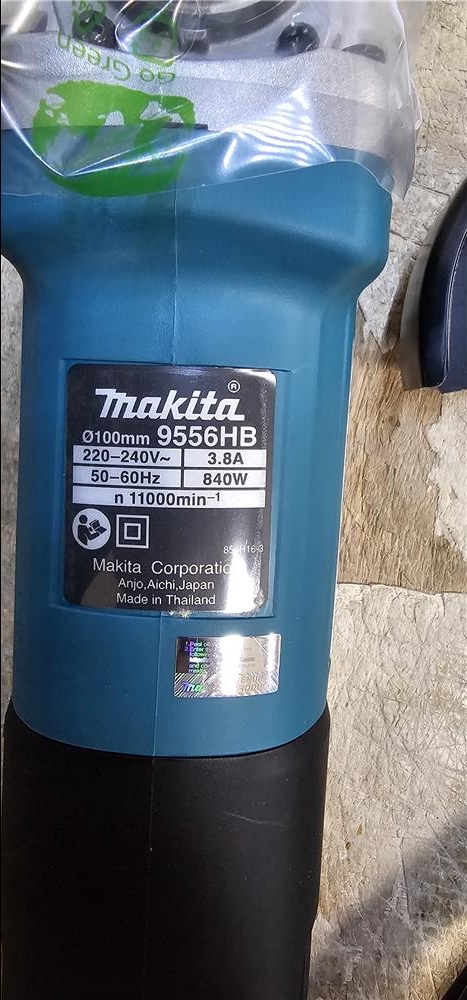 Go Green
makita®
Ø100mm 9556HB
220–240V~ 3.8A
50–60Hz 840W
n 11000min⁻¹
Makita Corporatio
Anjo,Aichi,Japan
Made in Thailand